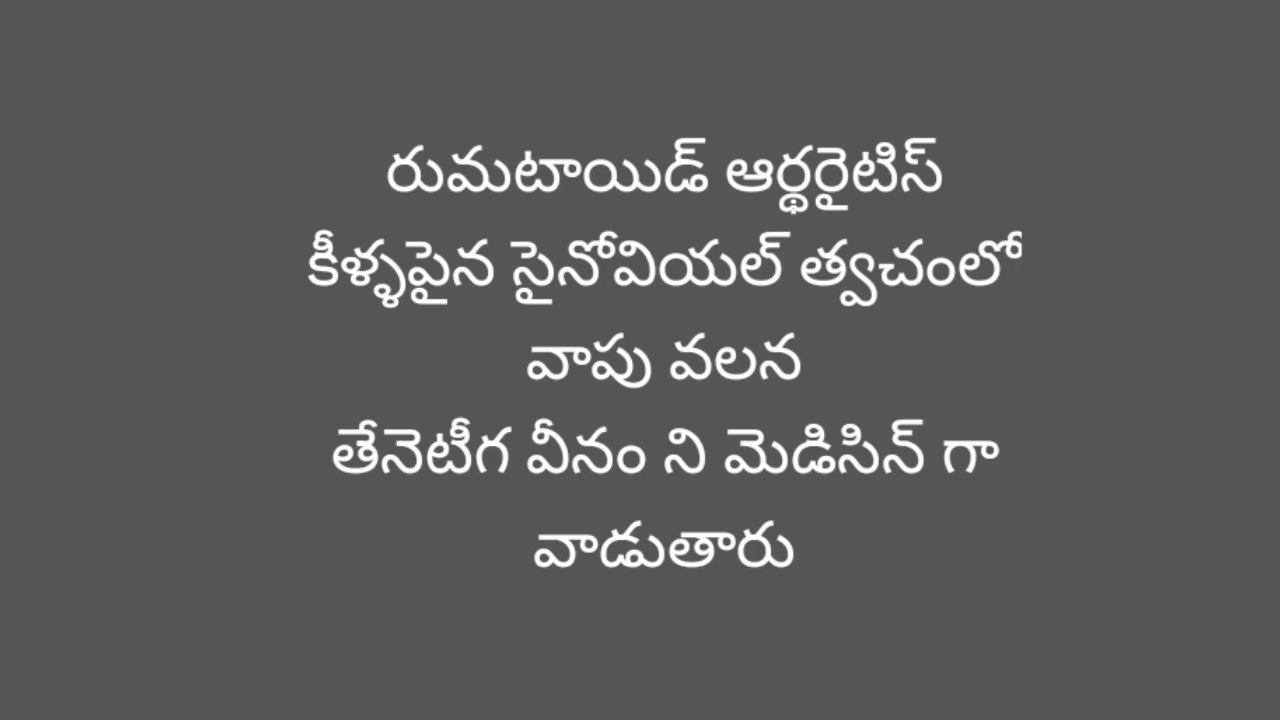 రుమటాయిడ్ ఆర్థరైటిస్
కీళ్ళపైన సైనోవియల్ త్వచంలో
వాపు వలన
తేనెటీగ వీనం ని మెడిసిన్ గా
వాడుతారు